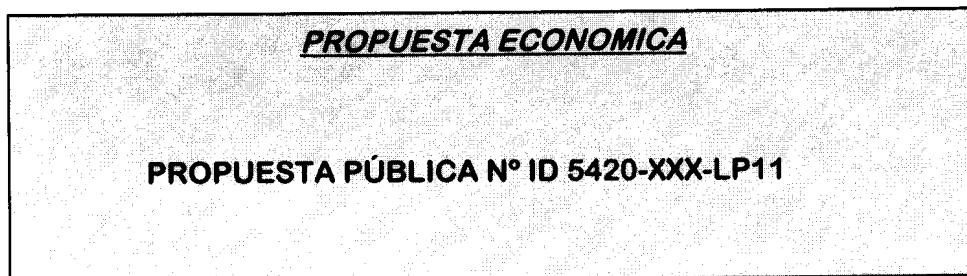 PROPUESTA ECONOMICA
PROPUESTA PÚBLICA Nº ID 5420-XXX-LP11